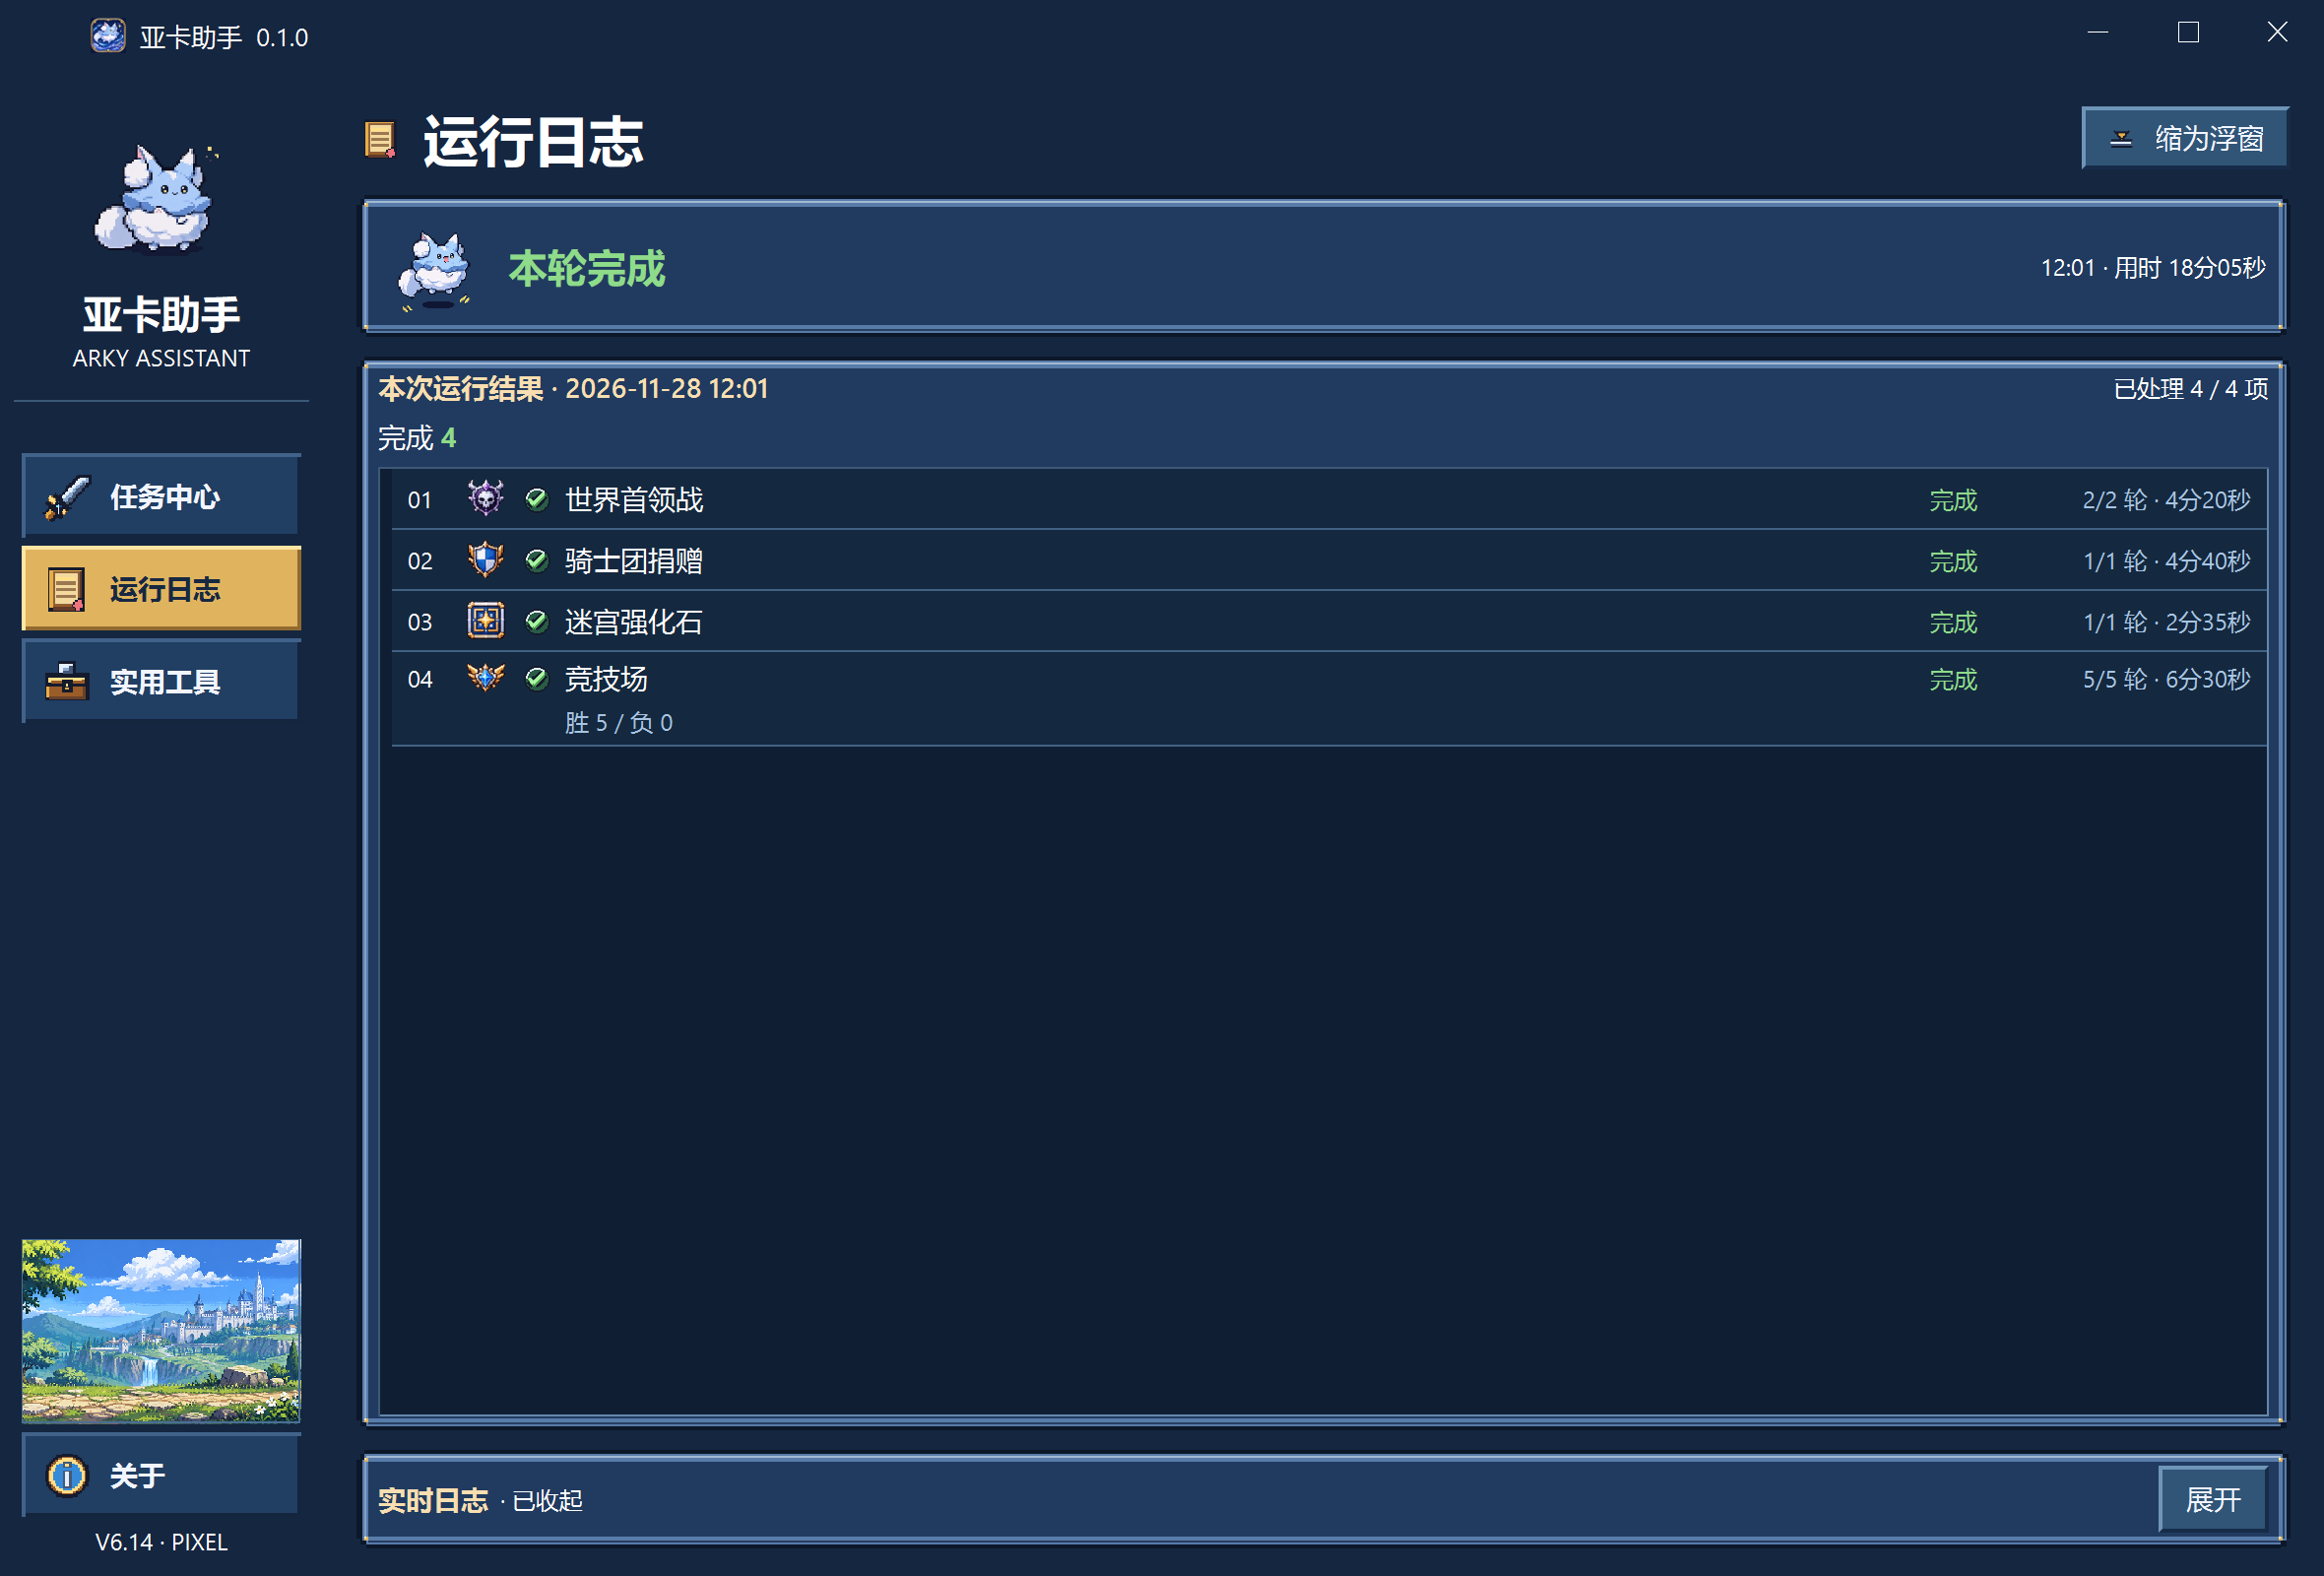 亚卡助手 0.1.0
亚卡助手
ARKY ASSISTANT
任务中心
运行日志
实用工具
关于
V6.14 · PIXEL
运行日志
缩为浮窗
本轮完成
12:01 · 用时 18分05秒
本次运行结果 · 2026-11-28 12:01
已处理 4 / 4 项
完成 4
01 世界首领战 完成 2/2 轮 · 4分20秒
02 骑士团捐赠 完成 1/1 轮 · 4分40秒
03 迷宫强化石 完成 1/1 轮 · 2分35秒
04 竞技场 完成 5/5 轮 · 6分30秒
胜 5 / 负 0
实时日志 · 已收起
展开